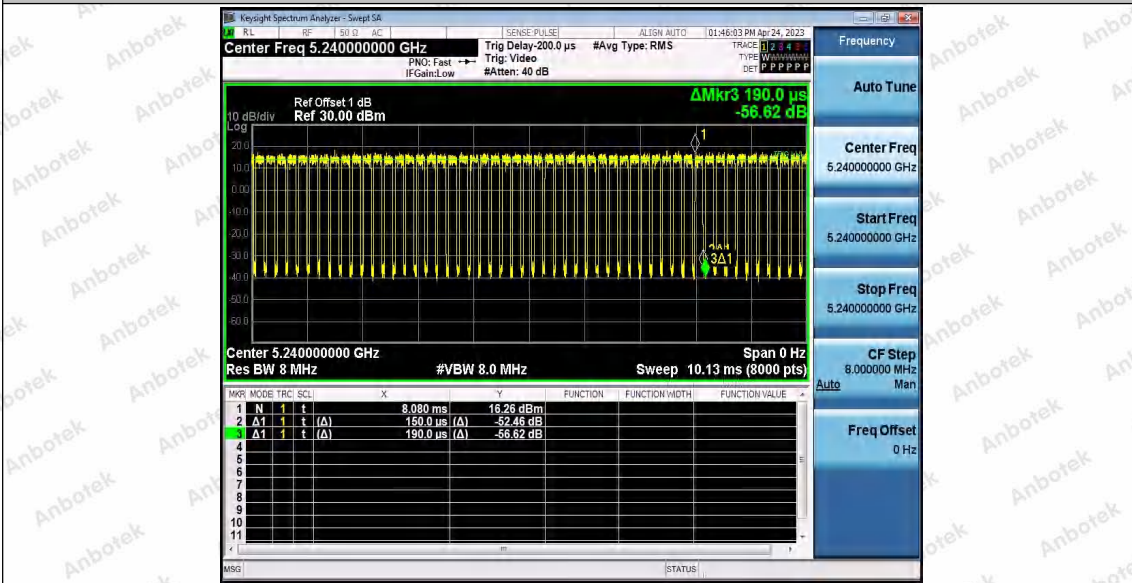 Keysight Spectrum Analyzer - Swept SA
RL RF 50 Ω AC SENSE:PULSE ALIGN AUTO 01:46:03 PM Apr 24, 2023
Center Freq 5.240000000 GHz
PNO: Fast
IFGain:Low
Trig Delay-200.0 µs
Trig: Video
#Atten: 40 dB
#Avg Type: RMS
TRACE 1 2 3 4 5 6
TYPE WWWWWW
DET P P P P P P
Frequency
Auto Tune
Center Freq
5.240000000 GHz
Start Freq
5.240000000 GHz
Stop Freq
5.240000000 GHz
CF Step
8.000000 MHz
Auto Man
Freq Offset
0 Hz
ΔMkr3 190.0 µs
-56.62 dB
Ref Offset 1 dB
10 dB/div Ref 30.00 dBm
Log
20.0
10.0
0.00
-10.0
-20.0
-30.0
-40.0
-50.0
-60.0
1
3Δ1
Center 5.240000000 GHz Span 0 Hz
Res BW 8 MHz #VBW 8.0 MHz Sweep 10.13 ms (8000 pts)
MKR MODE TRC SCL X Y FUNCTION FUNCTION WIDTH FUNCTION VALUE
1 N 1 t 8.080 ms 16.26 dBm
2 Δ1 1 t (Δ) 150.0 µs (Δ) -52.46 dB
3 Δ1 1 t (Δ) 190.0 µs (Δ) -56.62 dB
4
5
6
7
8
9
10
11
MSG STATUS
Anbotek